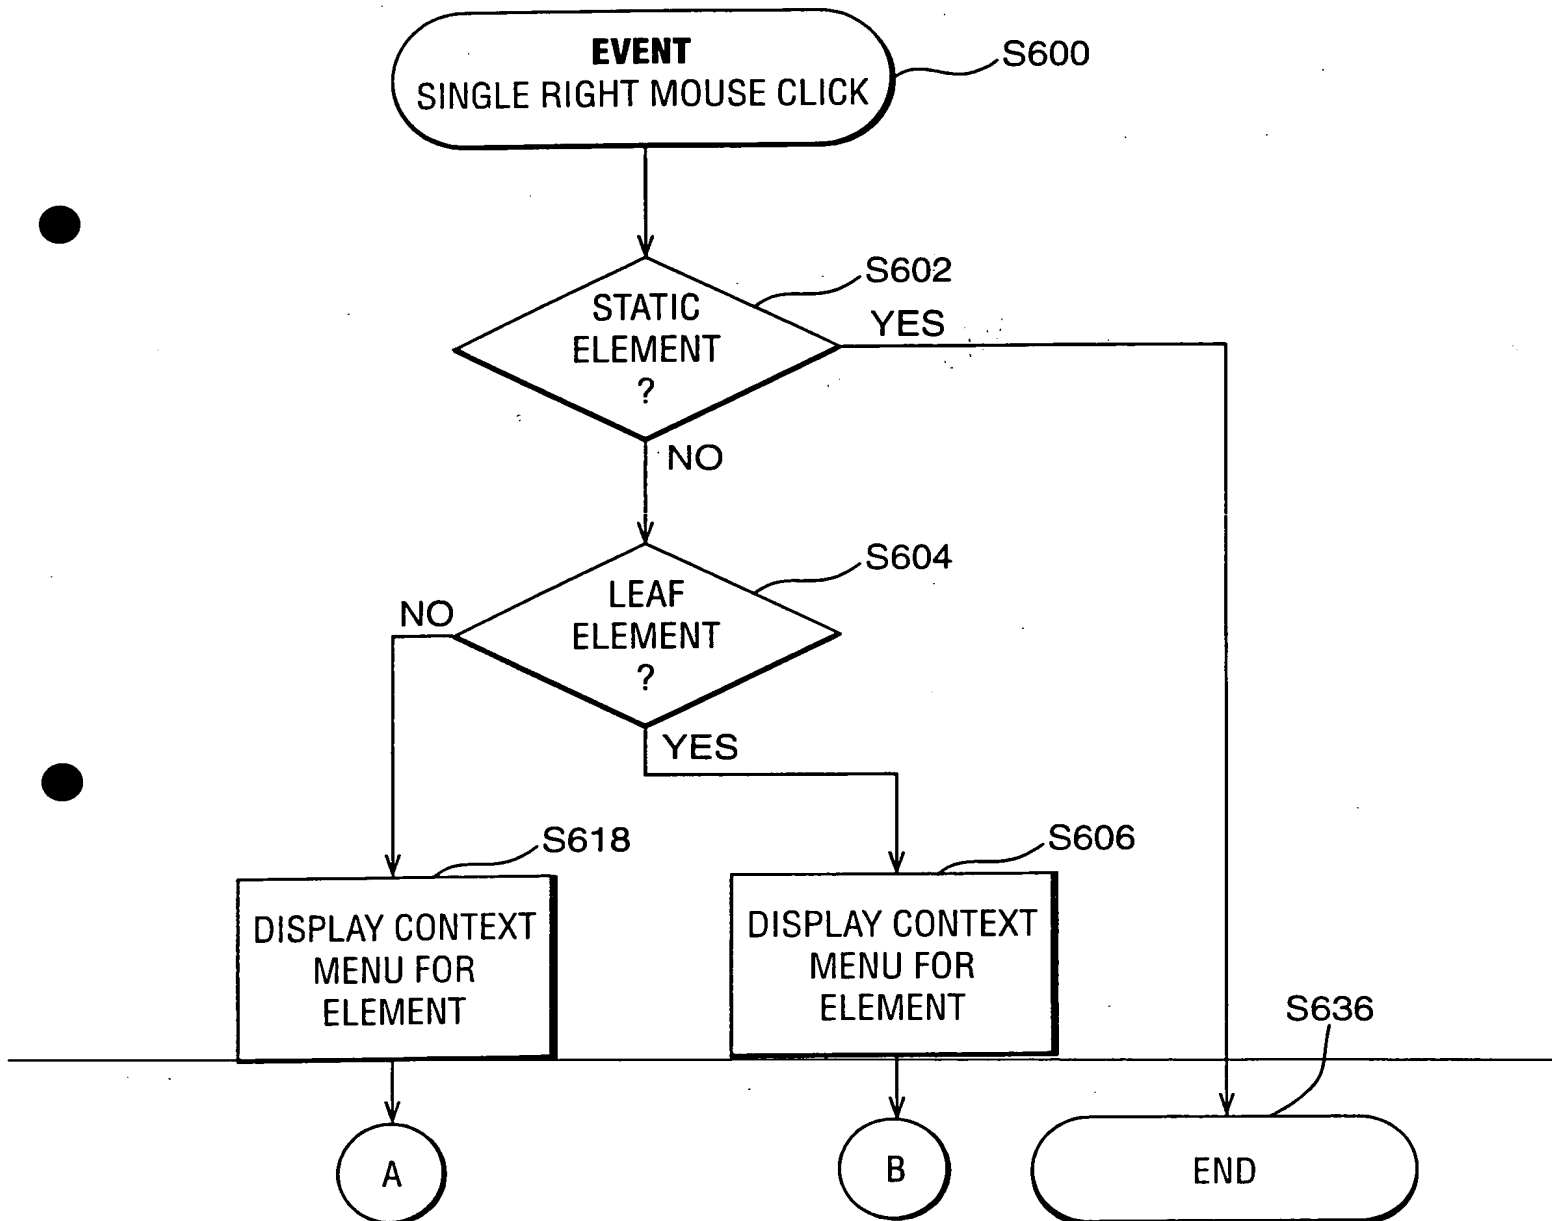 EVENT
SINGLE RIGHT MOUSE CLICK
S600
S602
STATIC
ELEMENT
?
YES
NO
S604
LEAF
ELEMENT
?
NO
YES
S618
DISPLAY CONTEXT
MENU FOR
ELEMENT
S606
DISPLAY CONTEXT
MENU FOR
ELEMENT
S636
A
B
END